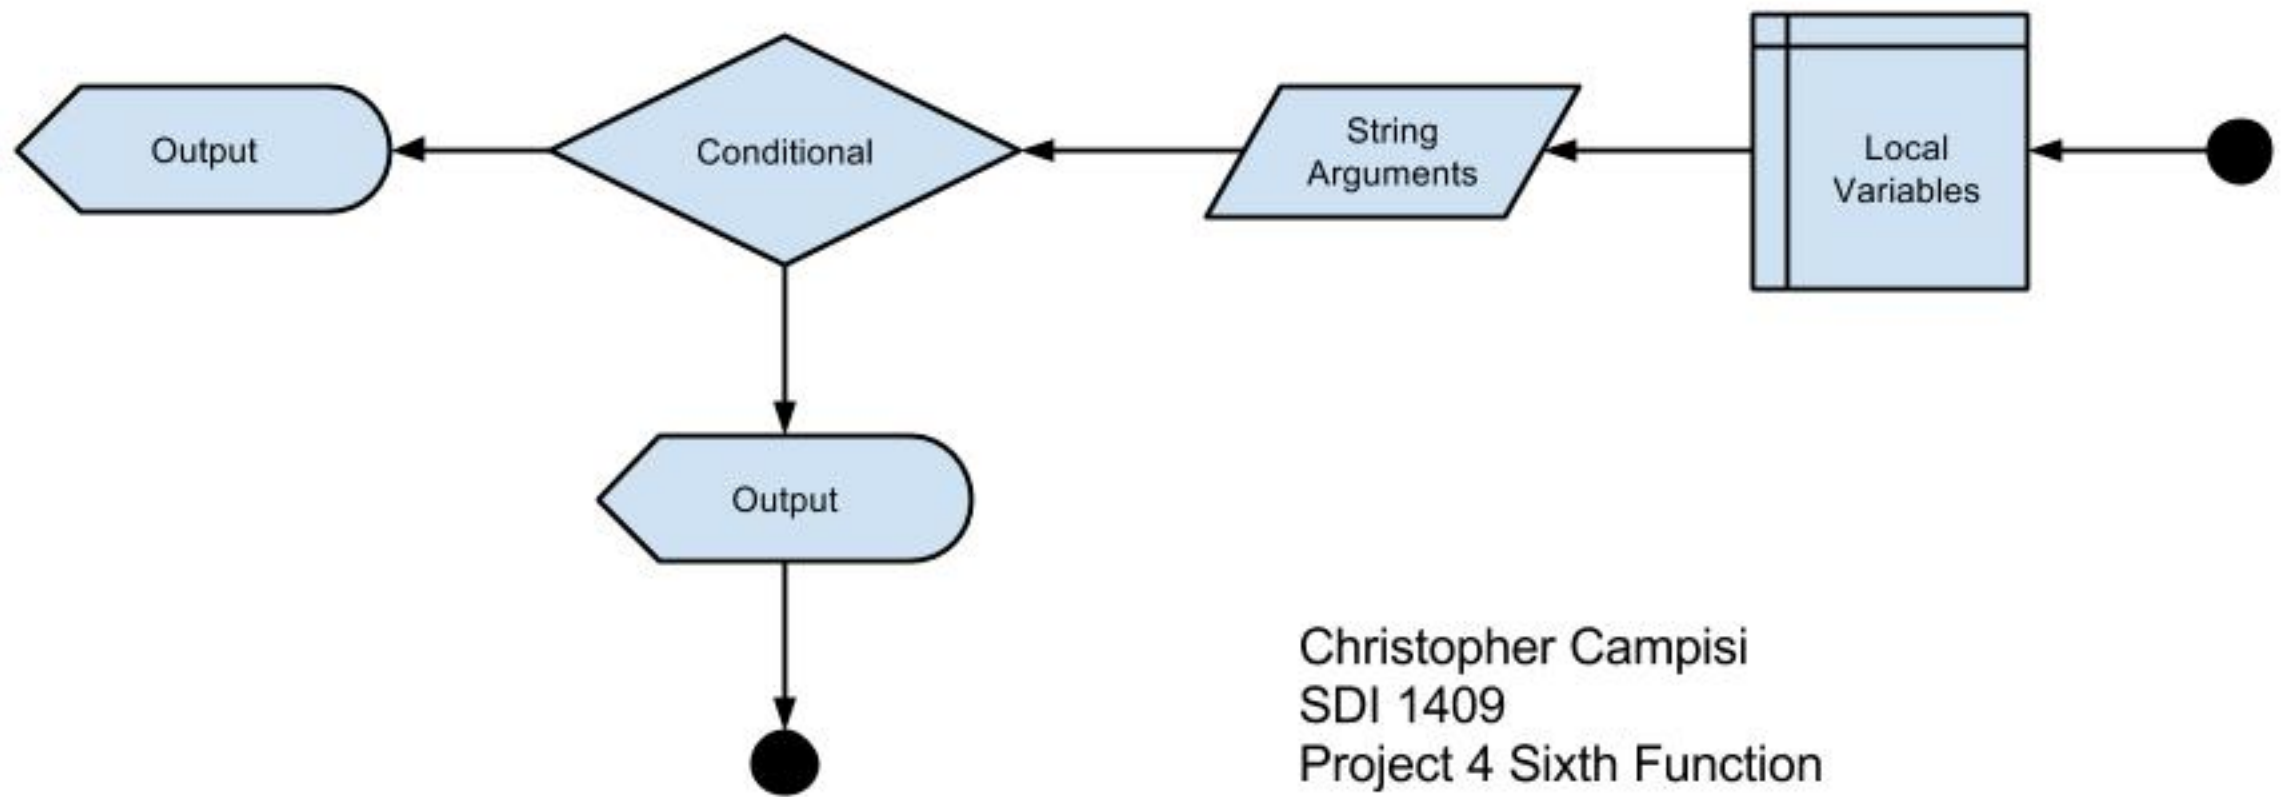 Output
Conditional
String
Arguments
Local
Variables
Output
Christopher Campisi
SDI 1409
Project 4 Sixth Function